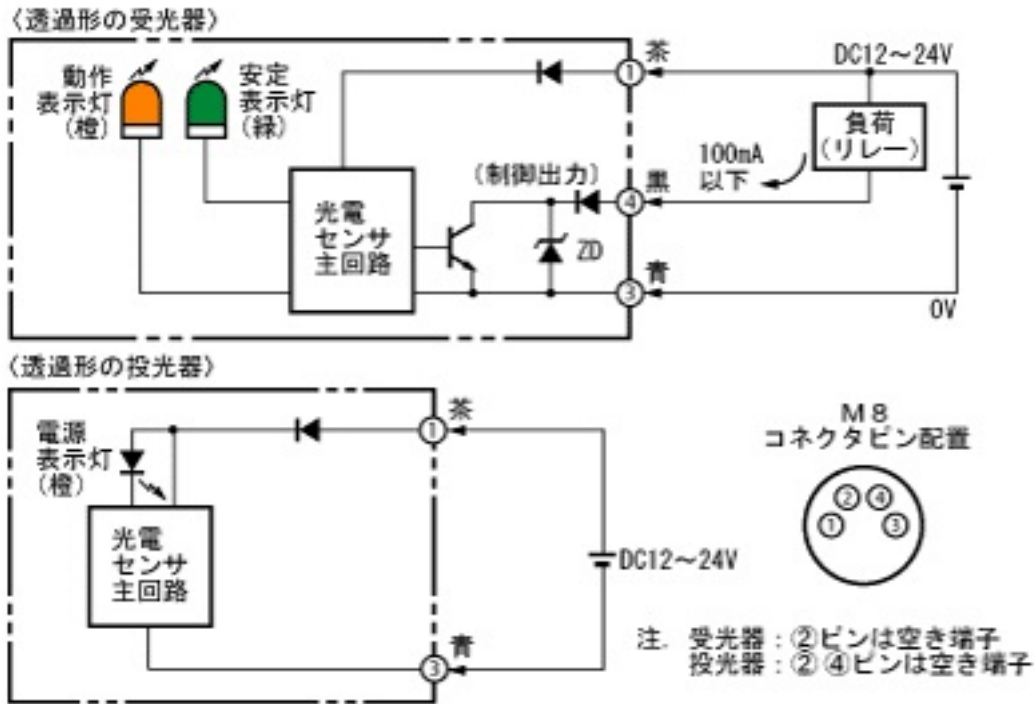 〈透過形の受光器〉
動作
表示灯
(橙)
安定
表示灯
(緑)
光電
センサ
主回路
(制御出力)
ZD
①
茶
④
黒
③
青
100mA
以下
DC12～24V
負荷
(リレー)
0V
〈透過形の投光器〉
電源
表示灯
(橙)
光電
センサ
主回路
①
茶
③
青
DC12～24V
M8
コネクタピン配置
② ④
① ③
注. 受光器：②ピンは空き端子
投光器：②④ピンは空き端子